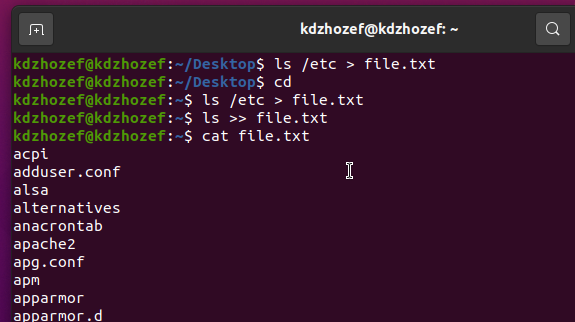 kdzhozef@kdzhozef: ~
kdzhozef@kdzhozef:~/Desktop$ ls /etc > file.txt
kdzhozef@kdzhozef:~/Desktop$ cd
kdzhozef@kdzhozef:~$ ls /etc > file.txt
kdzhozef@kdzhozef:~$ ls >> file.txt
kdzhozef@kdzhozef:~$ cat file.txt
acpi
adduser.conf
alsa
alternatives
anacrontab
apache2
apg.conf
apm
apparmor
apparmor.d